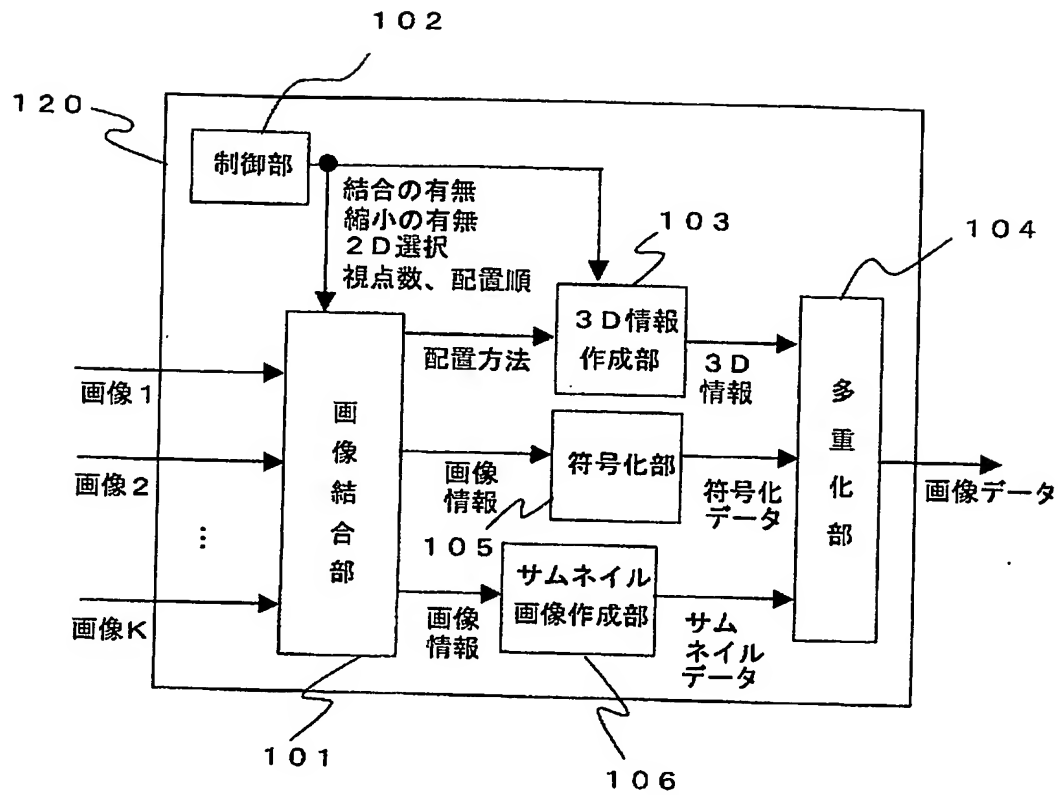 １０２
１２０
制御部
結合の有無
縮小の有無
２Ｄ選択
視点数、配置順
１０３
１０４
３Ｄ情報
作成部
配置方法
３Ｄ
情報
画像１
画像２
…
画像Ｋ
画像結合部
画像
情報
符号化部
符号化
データ
１０５
多重化部
画像データ
サムネイル
画像作成部
画像
情報
サム
ネイル
データ
１０１
１０６